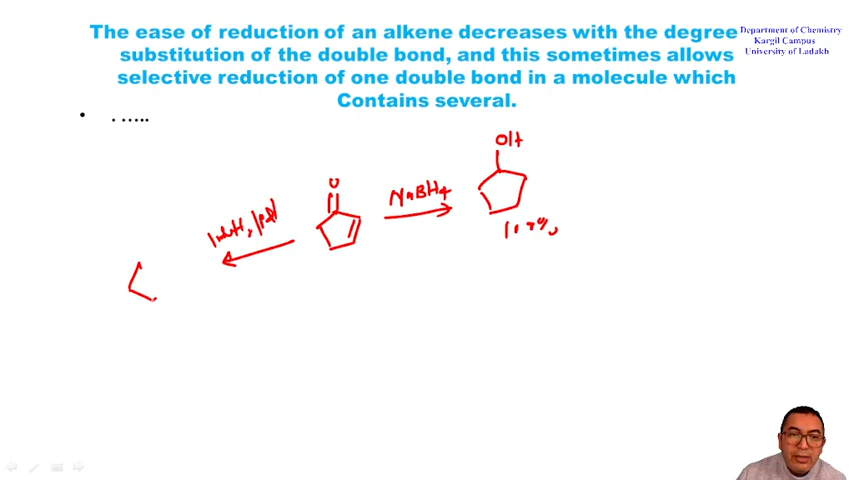 The ease of reduction of an alkene decreases with the degree
substitution of the double bond, and this sometimes allows
selective reduction of one double bond in a molecule which
Contains several.
Department of Chemistry
Kargil Campus
University of Ladakh
• . …..
OH
O
NaBH4